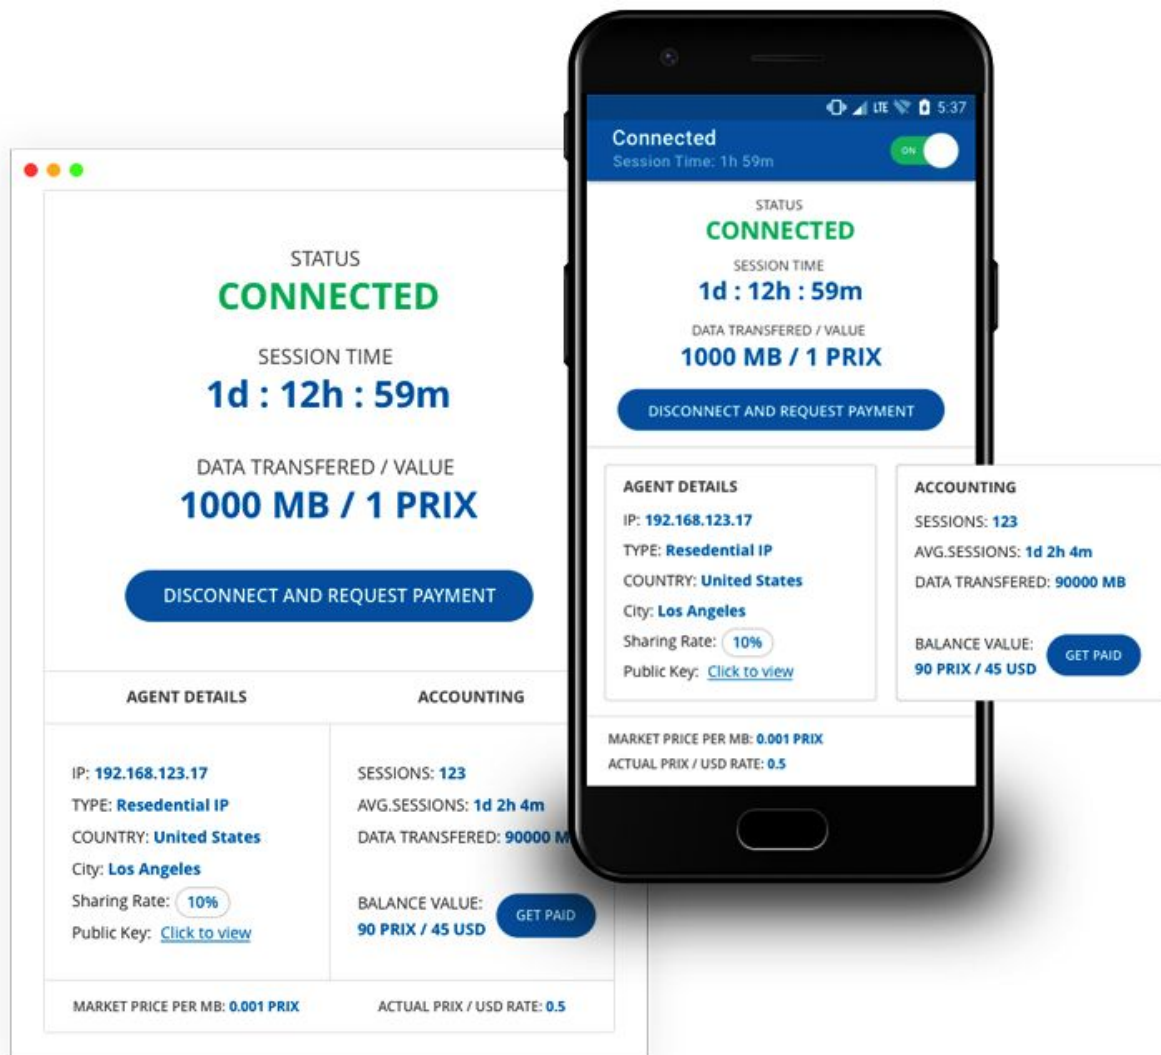 STATUS
CONNECTED
SESSION TIME
1d : 12h : 59m
DATA TRANSFERED / VALUE
1000 MB / 1 PRIX
DISCONNECT AND REQUEST PAYMENT
AGENT DETAILS
ACCOUNTING
IP: 192.168.123.17
TYPE: Resedential IP
COUNTRY: United States
City: Los Angeles
Sharing Rate: 10%
Public Key: Click to view
SESSIONS: 123
AVG.SESSIONS: 1d 2h 4m
DATA TRANSFERED: 90000 M
BALANCE VALUE:
90 PRIX / 45 USD
GET PAID
MARKET PRICE PER MB: 0.001 PRIX
ACTUAL PRIX / USD RATE: 0.5
LTE 5:37
Connected
Session Time: 1h 59m
ON
STATUS
CONNECTED
SESSION TIME
1d : 12h : 59m
DATA TRANSFERED / VALUE
1000 MB / 1 PRIX
DISCONNECT AND REQUEST PAYMENT
AGENT DETAILS
IP: 192.168.123.17
TYPE: Resedential IP
COUNTRY: United States
City: Los Angeles
Sharing Rate: 10%
Public Key: Click to view
ACCOUNTING
SESSIONS: 123
AVG.SESSIONS: 1d 2h 4m
DATA TRANSFERED: 90000 MB
BALANCE VALUE:
90 PRIX / 45 USD
GET PAID
MARKET PRICE PER MB: 0.001 PRIX
ACTUAL PRIX / USD RATE: 0.5